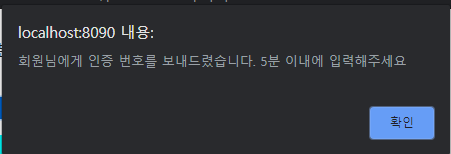 localhost:8090 내용:
회원님에게 인증 번호를 보내드렸습니다. 5분 이내에 입력해주세요
확인